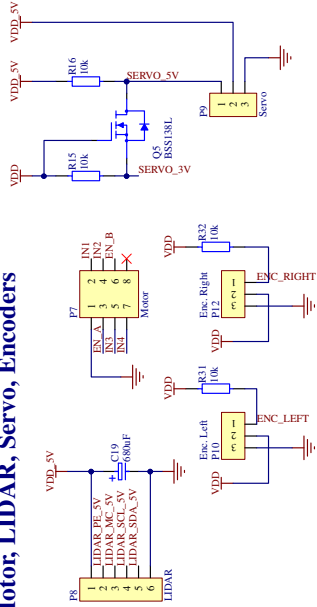 otor, LIDAR, Servo, Encoders
P8
1
2
3
4
5
6
LIDAR
LIDAR_PE_5V
LIDAR_MC_5V
LIDAR_SCL_5V
LIDAR_SDA_5V
VDD_5V
+
C19
680uF
P7
1
3
5
7
2
4
6
8
Motor
EN_A
IN3
IN4
IN1
IN2
EN_B
VDD
R15
10k
SERVO_3V
Q5
BSS138L
VDD_5V
R16
10k
SERVO_5V
VDD_5V
P9
1
2
3
Servo
VDD
Enc. Left
P10
1
2
3
VDD
R31
10k
ENC_LEFT
VDD
Enc. Right
P12
1
2
3
VDD
R32
10k
ENC_RIGHT